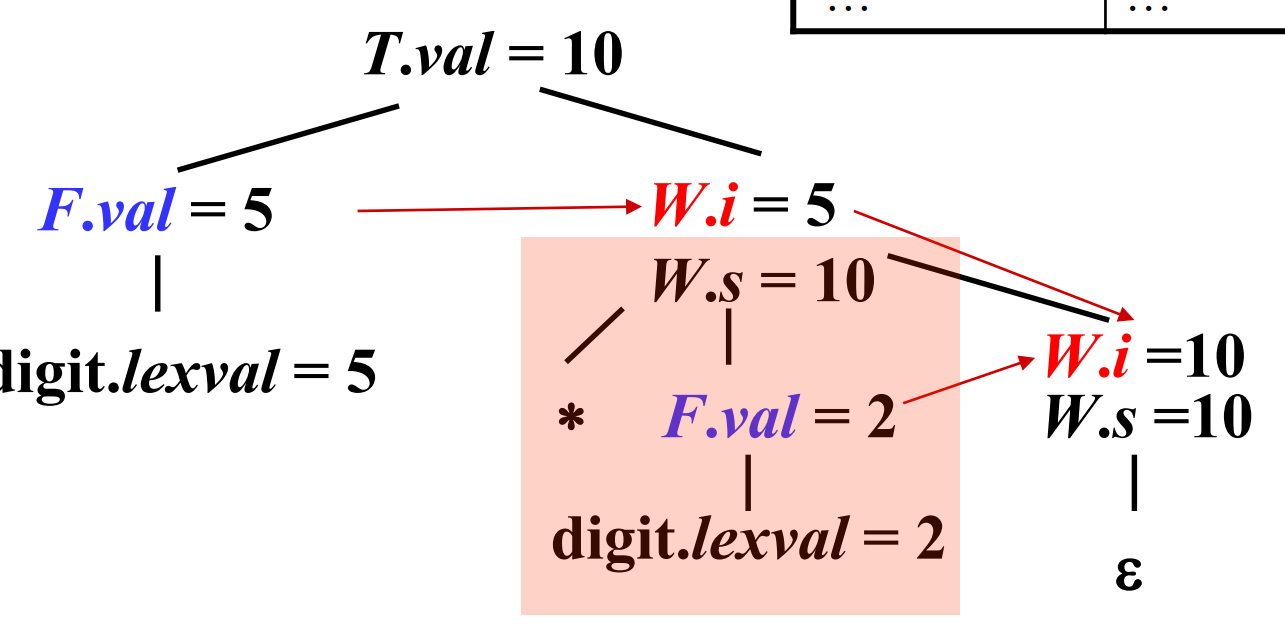 … …
T.val = 10
F.val = 5 W.i = 5
W.s = 10
digit.lexval = 5 W.i =10
* F.val = 2 W.s =10
digit.lexval = 2
ε